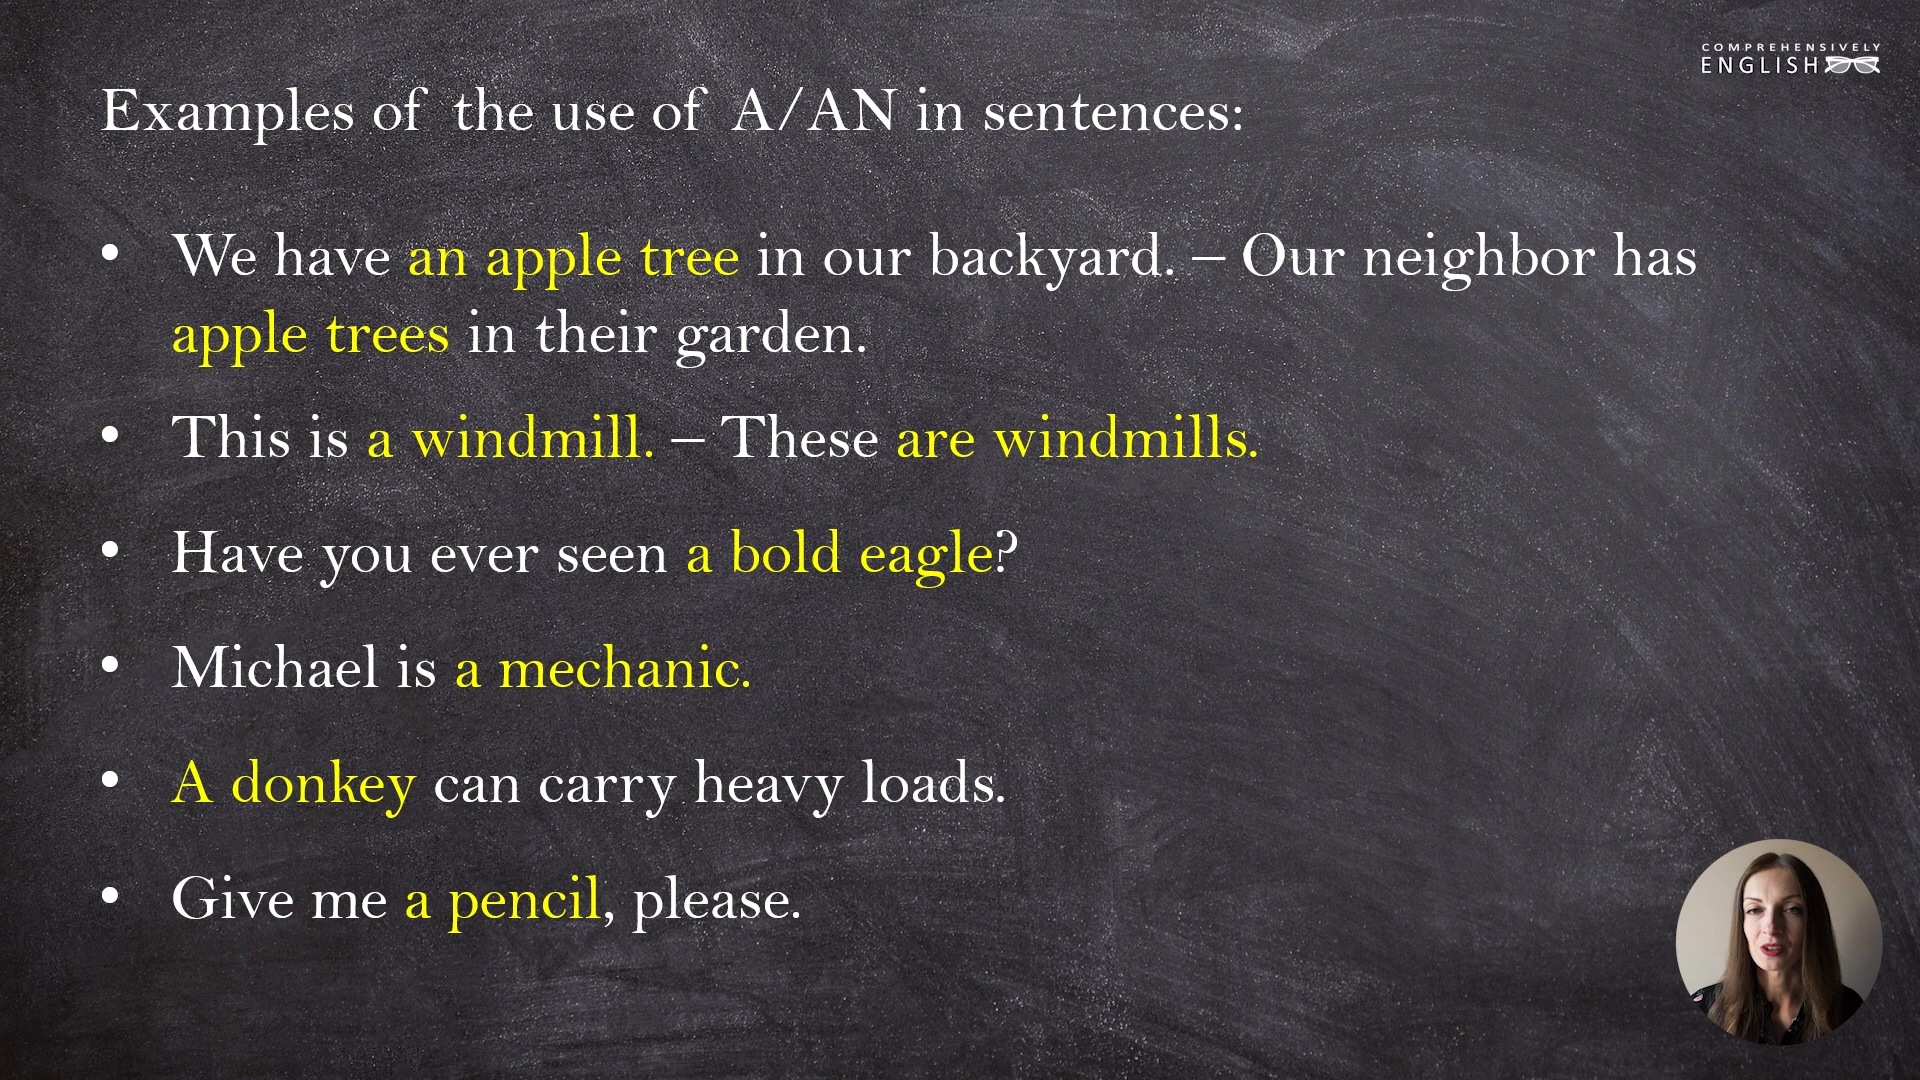 COMPREHENSIVELY
ENGLISH
Examples of the use of A/AN in sentences:
• We have an apple tree in our backyard. – Our neighbor has
apple trees in their garden.
• This is a windmill. – These are windmills.
• Have you ever seen a bold eagle?
• Michael is a mechanic.
• A donkey can carry heavy loads.
• Give me a pencil, please.